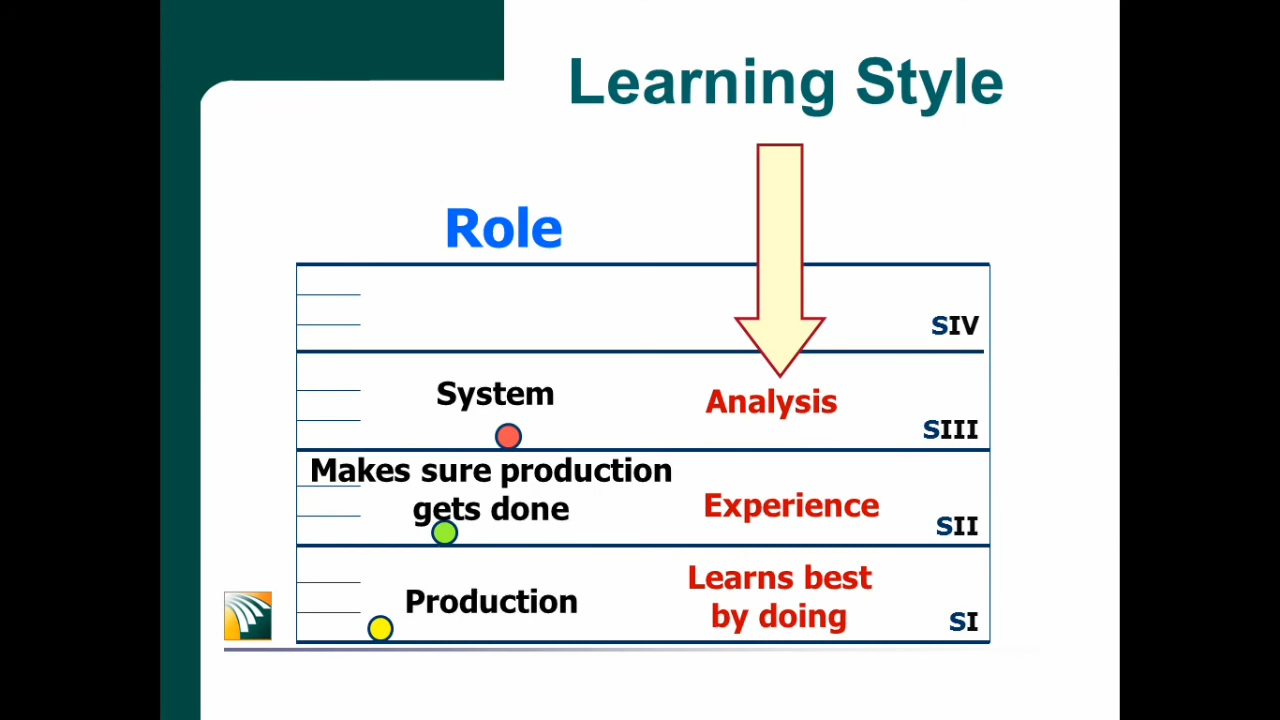 Learning Style
Role
SIV
System
Analysis
SIII
Makes sure production
gets done
Experience
SII
Production
Learns best
by doing
SI